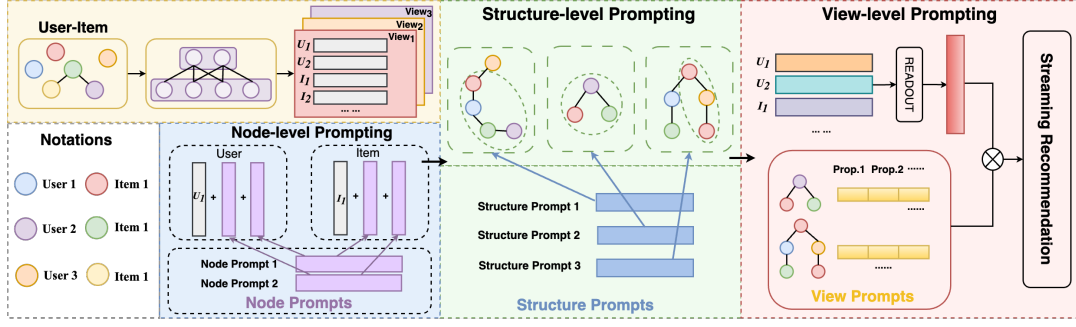 User-Item
View3
View2
View1
U1
U2
I1
I2
... ...
Notations
User 1
Item 1
User 2
Item 1
User 3
Item 1
Node-level Prompting
User
Item
U1 + +
I1 + +
Node Prompt 1
Node Prompt 2
Node Prompts
Structure-level Prompting
Structure Prompt 1
Structure Prompt 2
Structure Prompt 3
Structure Prompts
View-level Prompting
U1
U2
I1
... ...
READOUT
Prop.1 Prop.2 ......
......
......
View Prompts
Streaming Recommendation